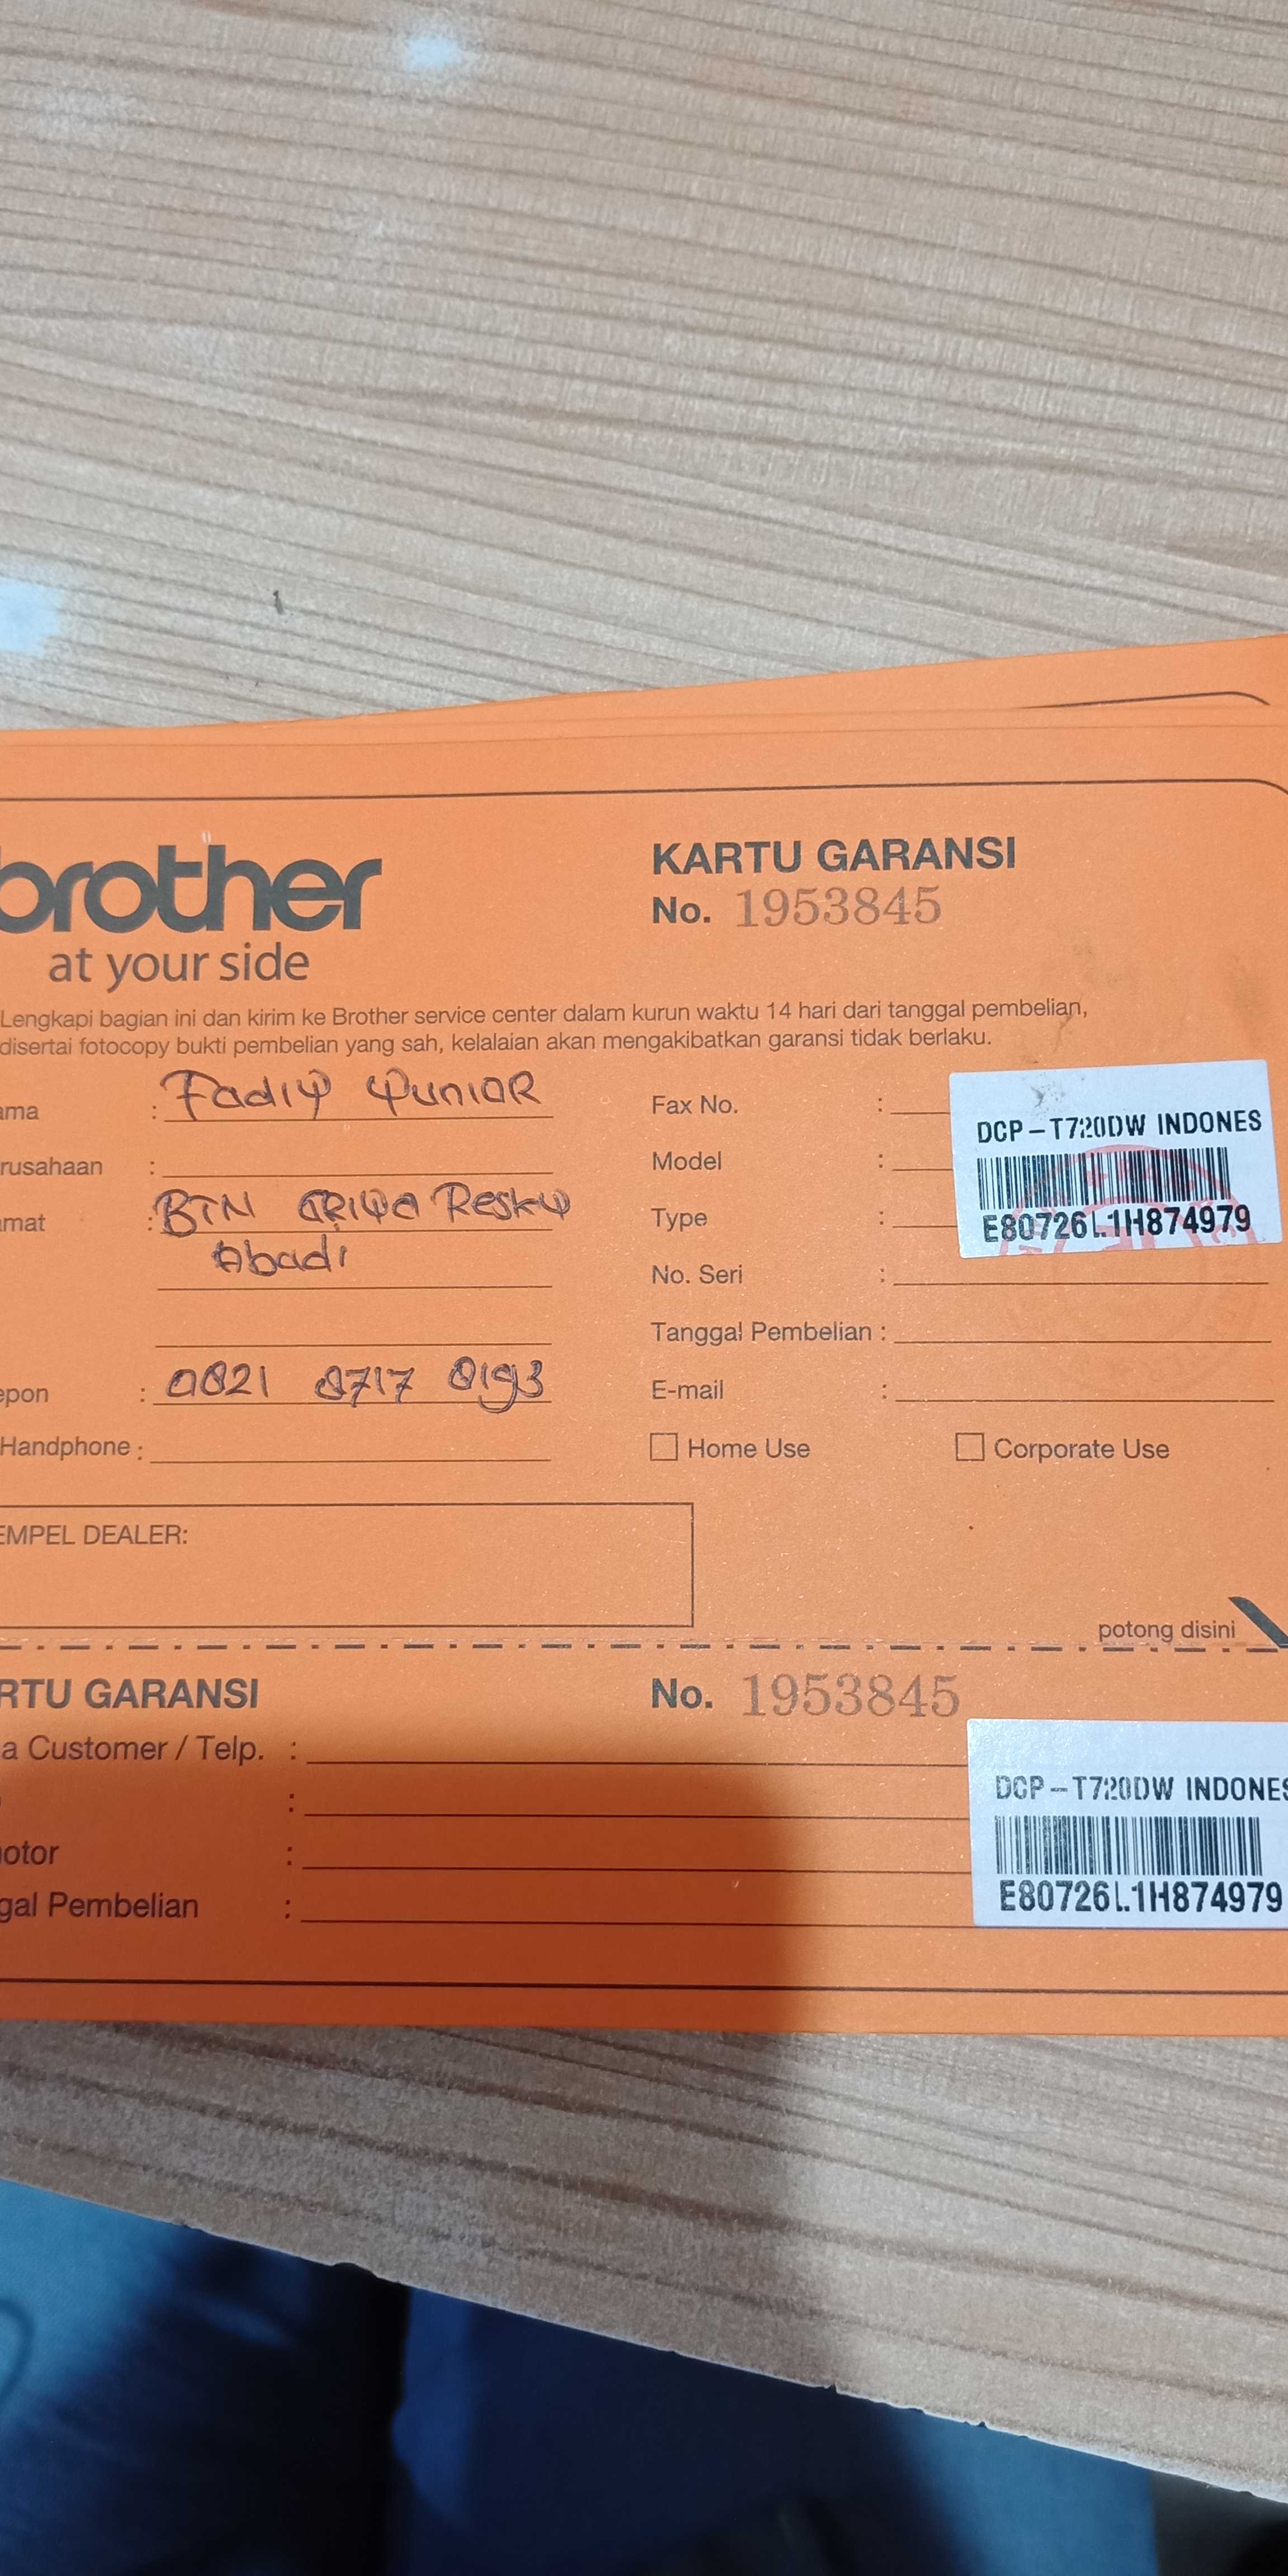 brother
at your side
KARTU GARANSI
No. 1953845
Lengkapi bagian ini dan kirim ke Brother service center dalam kurun waktu 14 hari dari tanggal pembelian,
disertai fotocopy bukti pembelian yang sah, kelalaian akan mengakibatkan garansi tidak berlaku.
ama : Fadly Yunior
rusahaan :
mat : BTN GRiya Resky
Abadi
epon : 0821 8717 8193
Handphone :
Fax No. :
Model :
Type :
No. Seri :
Tanggal Pembelian :
E-mail :
Home Use
Corporate Use
DCP-T720DW INDONES
E80726L1H874979
EMPEL DEALER:
potong disini
RTU GARANSI
No. 1953845
a Customer / Telp. :
:
otor :
gal Pembelian :
DCP-T720DW INDONES
E80726L1H874979